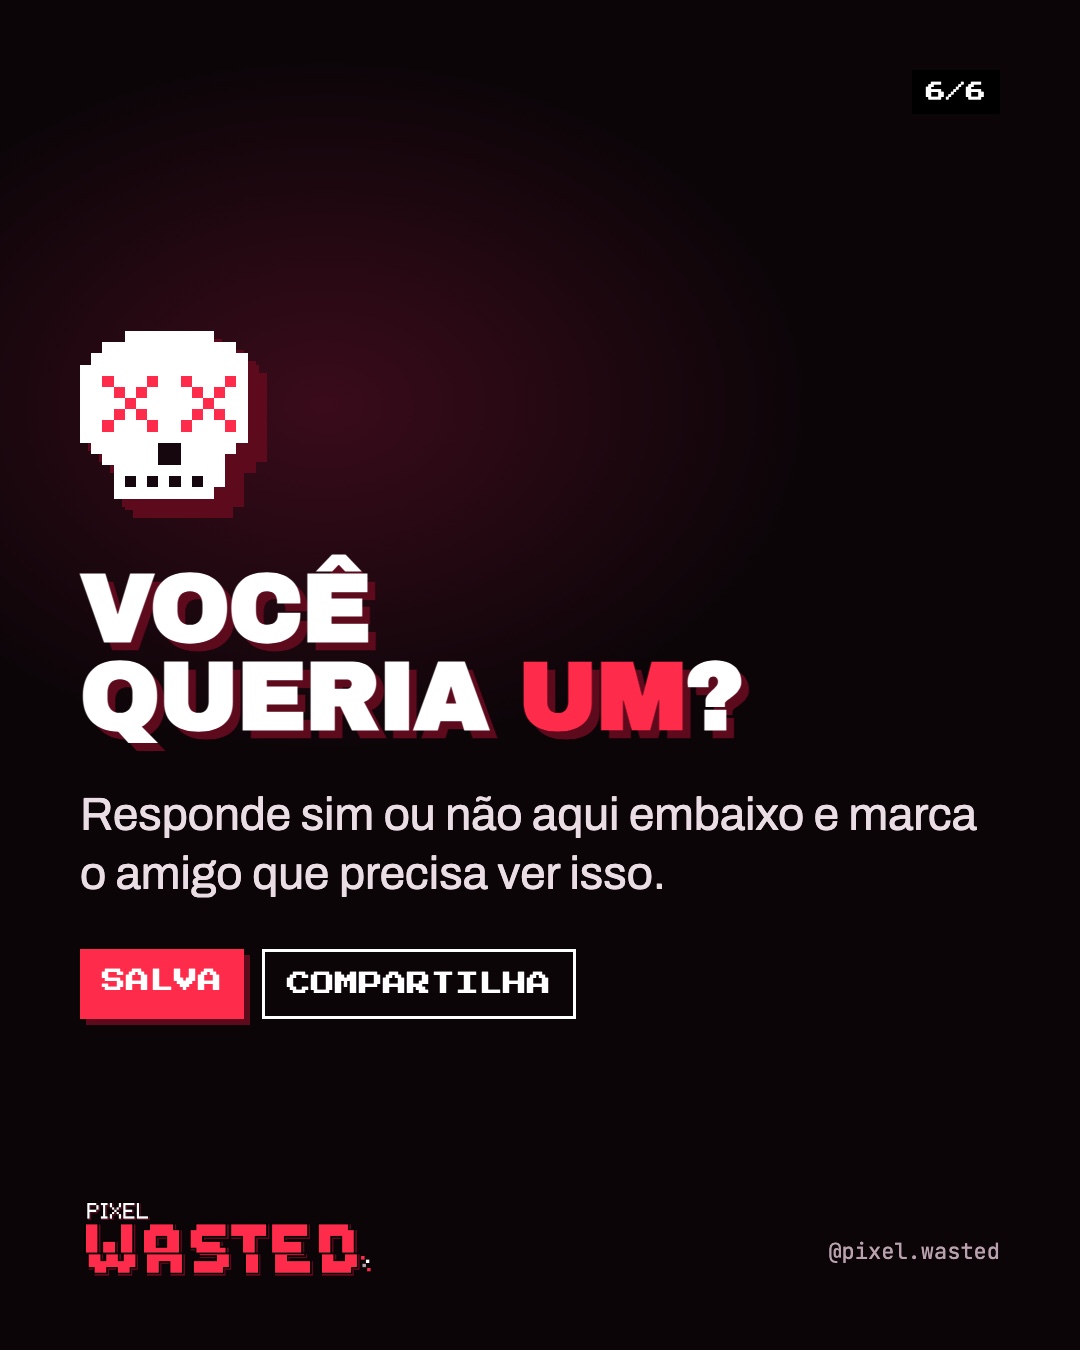 6/6
VOCÊ
QUERIA UM?
Responde sim ou não aqui embaixo e marca
o amigo que precisa ver isso.
SALVA
COMPARTILHA
PIXEL
WASTED
@pixel.wasted